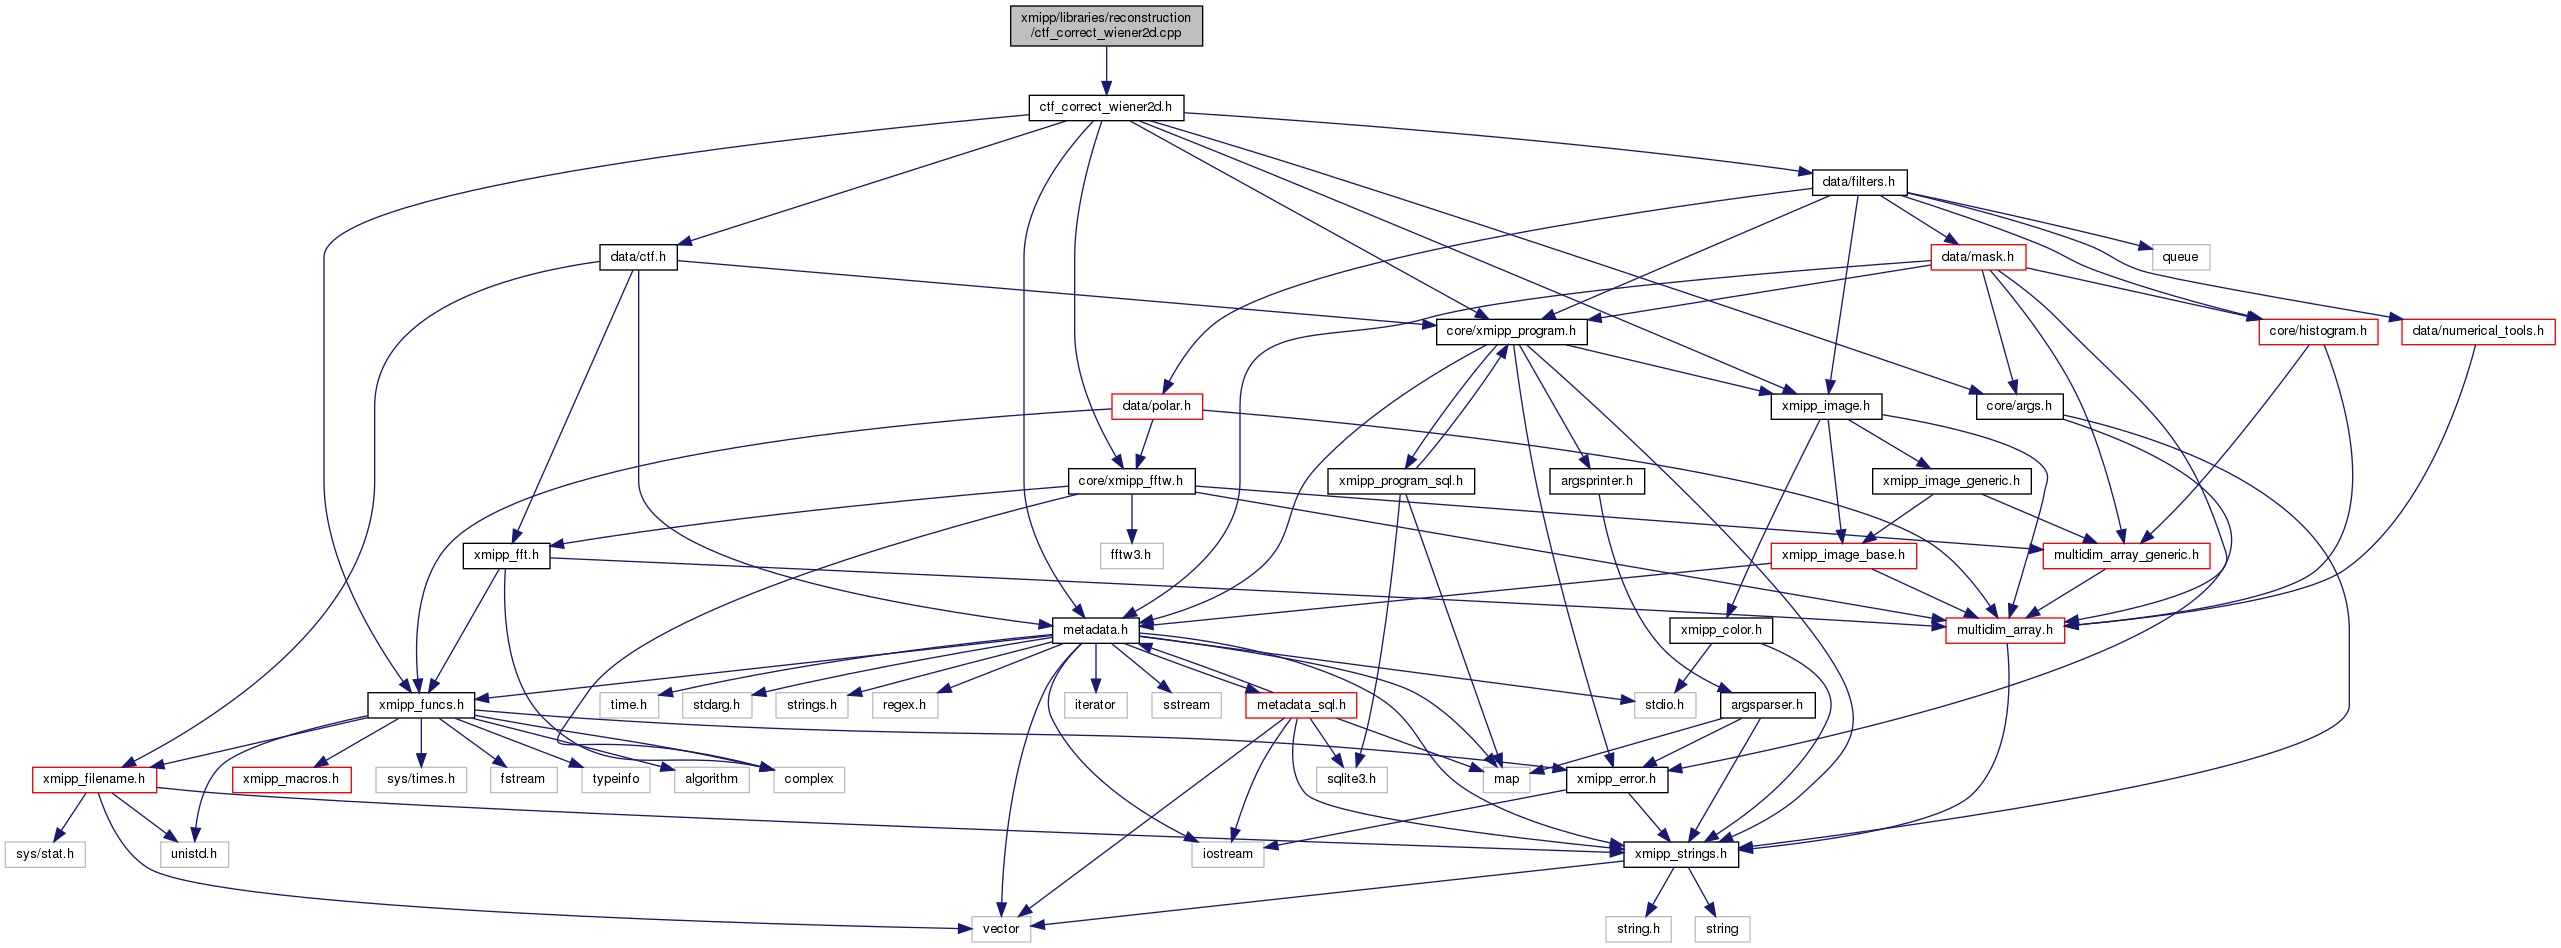 xmipp/libraries/reconstruction
/ctf_correct_wiener2d.cpp
ctf_correct_wiener2d.h
data/filters.h
data/ctf.h
data/mask.h
queue
core/xmipp_program.h
core/histogram.h
data/numerical_tools.h
data/polar.h
xmipp_image.h
core/args.h
core/xmipp_fftw.h
xmipp_program_sql.h
argsprinter.h
xmipp_image_generic.h
xmipp_fft.h
fftw3.h
xmipp_image_base.h
multidim_array_generic.h
metadata.h
xmipp_color.h
multidim_array.h
xmipp_funcs.h
time.h
stdarg.h
strings.h
regex.h
iterator
sstream
metadata_sql.h
stdio.h
argsparser.h
xmipp_filename.h
xmipp_macros.h
sys/times.h
fstream
typeinfo
algorithm
complex
sqlite3.h
map
xmipp_error.h
sys/stat.h
unistd.h
iostream
xmipp_strings.h
vector
string.h
string